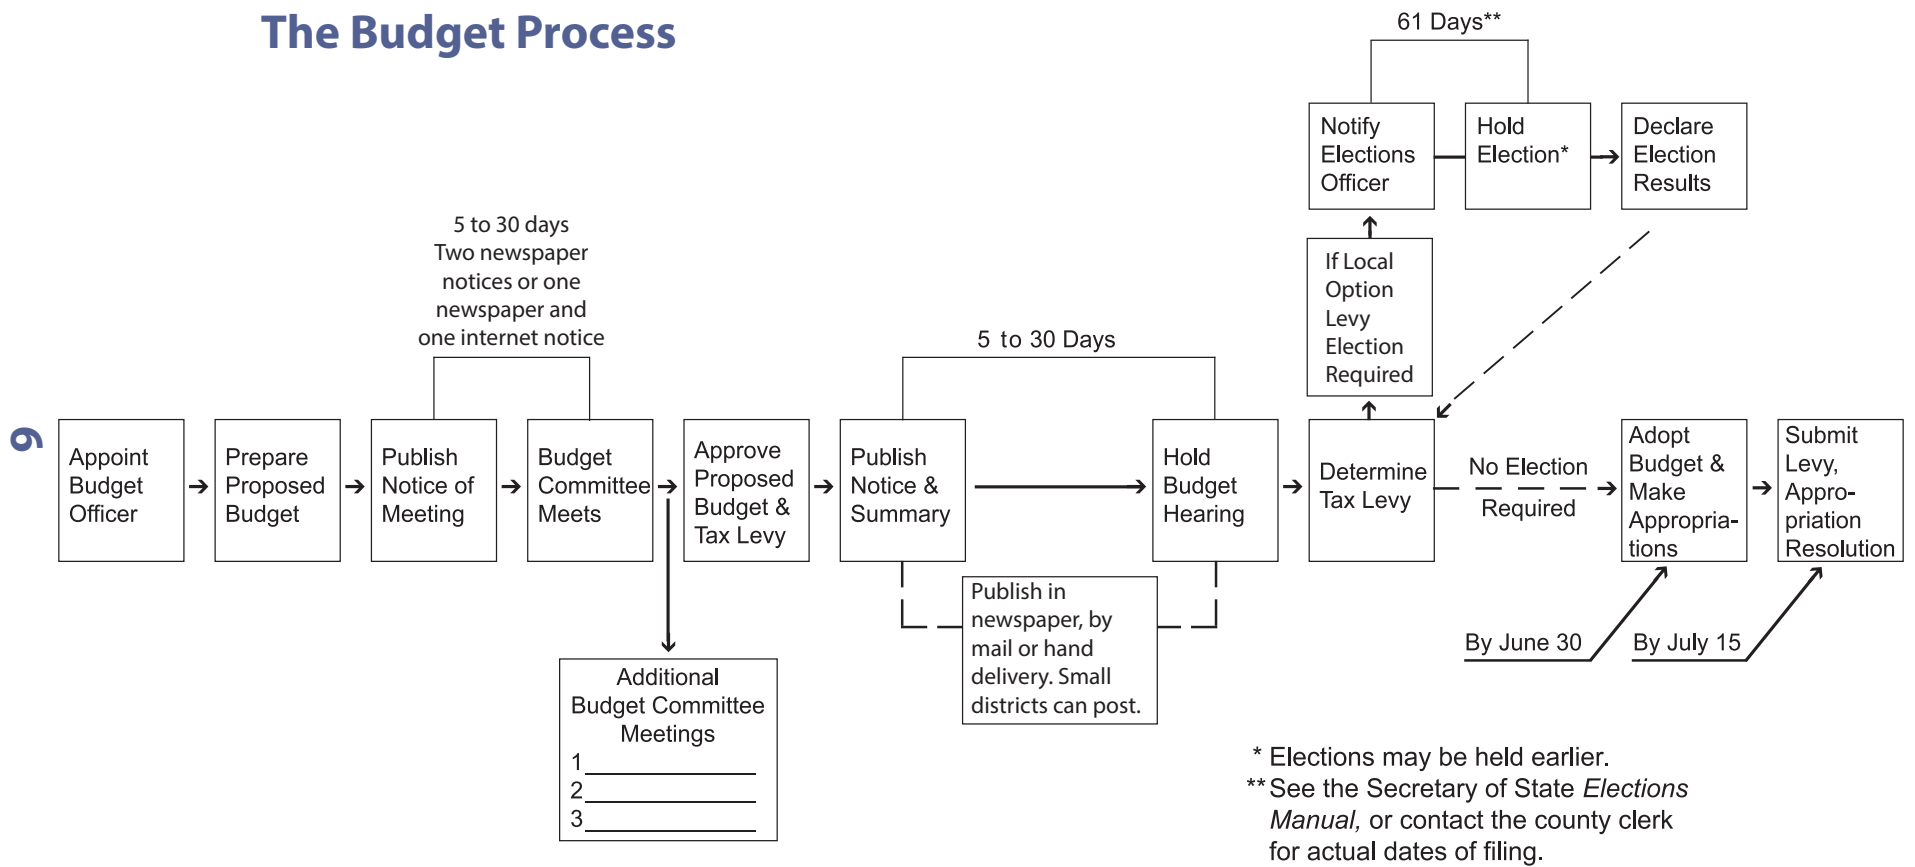 The Budget Process
61 Days**
Notify
Elections
Officer
Hold
Election*
Declare
Election
Results
5 to 30 days
Two newspaper
notices or one
newspaper and
one internet notice
If Local
Option
Levy
Election
Required
5 to 30 Days
9
Appoint
Budget
Officer
Prepare
Proposed
Budget
Publish
Notice of
Meeting
Budget
Committee
Meets
Approve
Proposed
Budget &
Tax Levy
Publish
Notice &
Summary
Hold
Budget
Hearing
Determine
Tax Levy
No Election
Required
Adopt
Budget &
Make
Appropria-
tions
Submit
Levy,
Appro-
priation
Resolution
Publish in
newspaper, by
mail or hand
delivery. Small
districts can post.
By June 30
By July 15
Additional
Budget Committee
Meetings
1
2
3
* Elections may be held earlier.
** See the Secretary of State Elections
Manual, or contact the county clerk
for actual dates of filing.